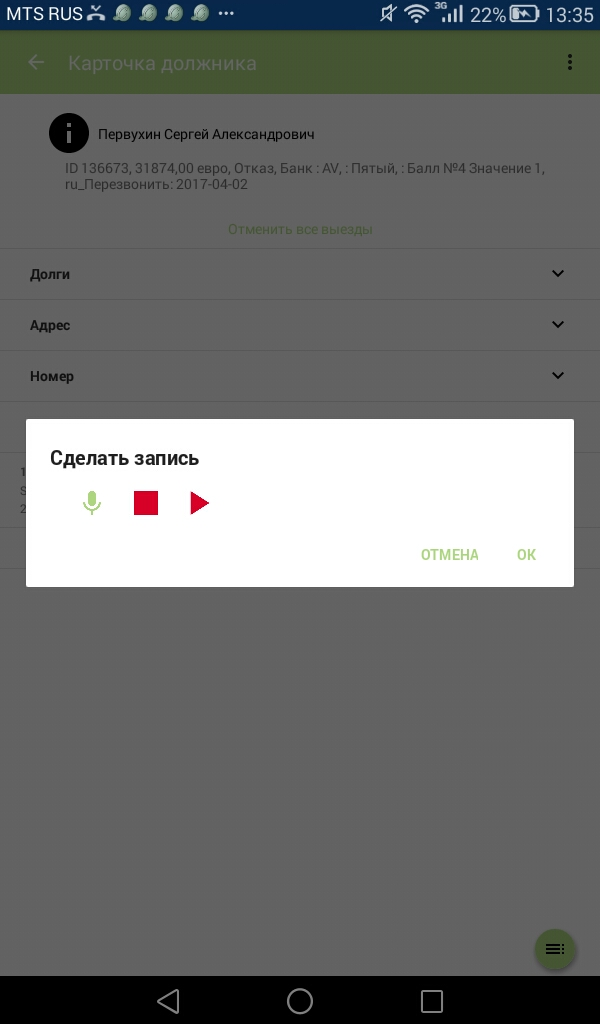 MTS RUS 3G 22% 13:35
Карточка должника
Первухин Сергей Александрович
ID 136673, 31874,00 евро, Отказ, Банк : AV, : Пятый, : Балл №4 Значение 1,
ru_Перезвонить: 2017-04-02
Отменить все выезды
Долги
Адрес
Номер
Сделать запись
ОТМЕНА ОК